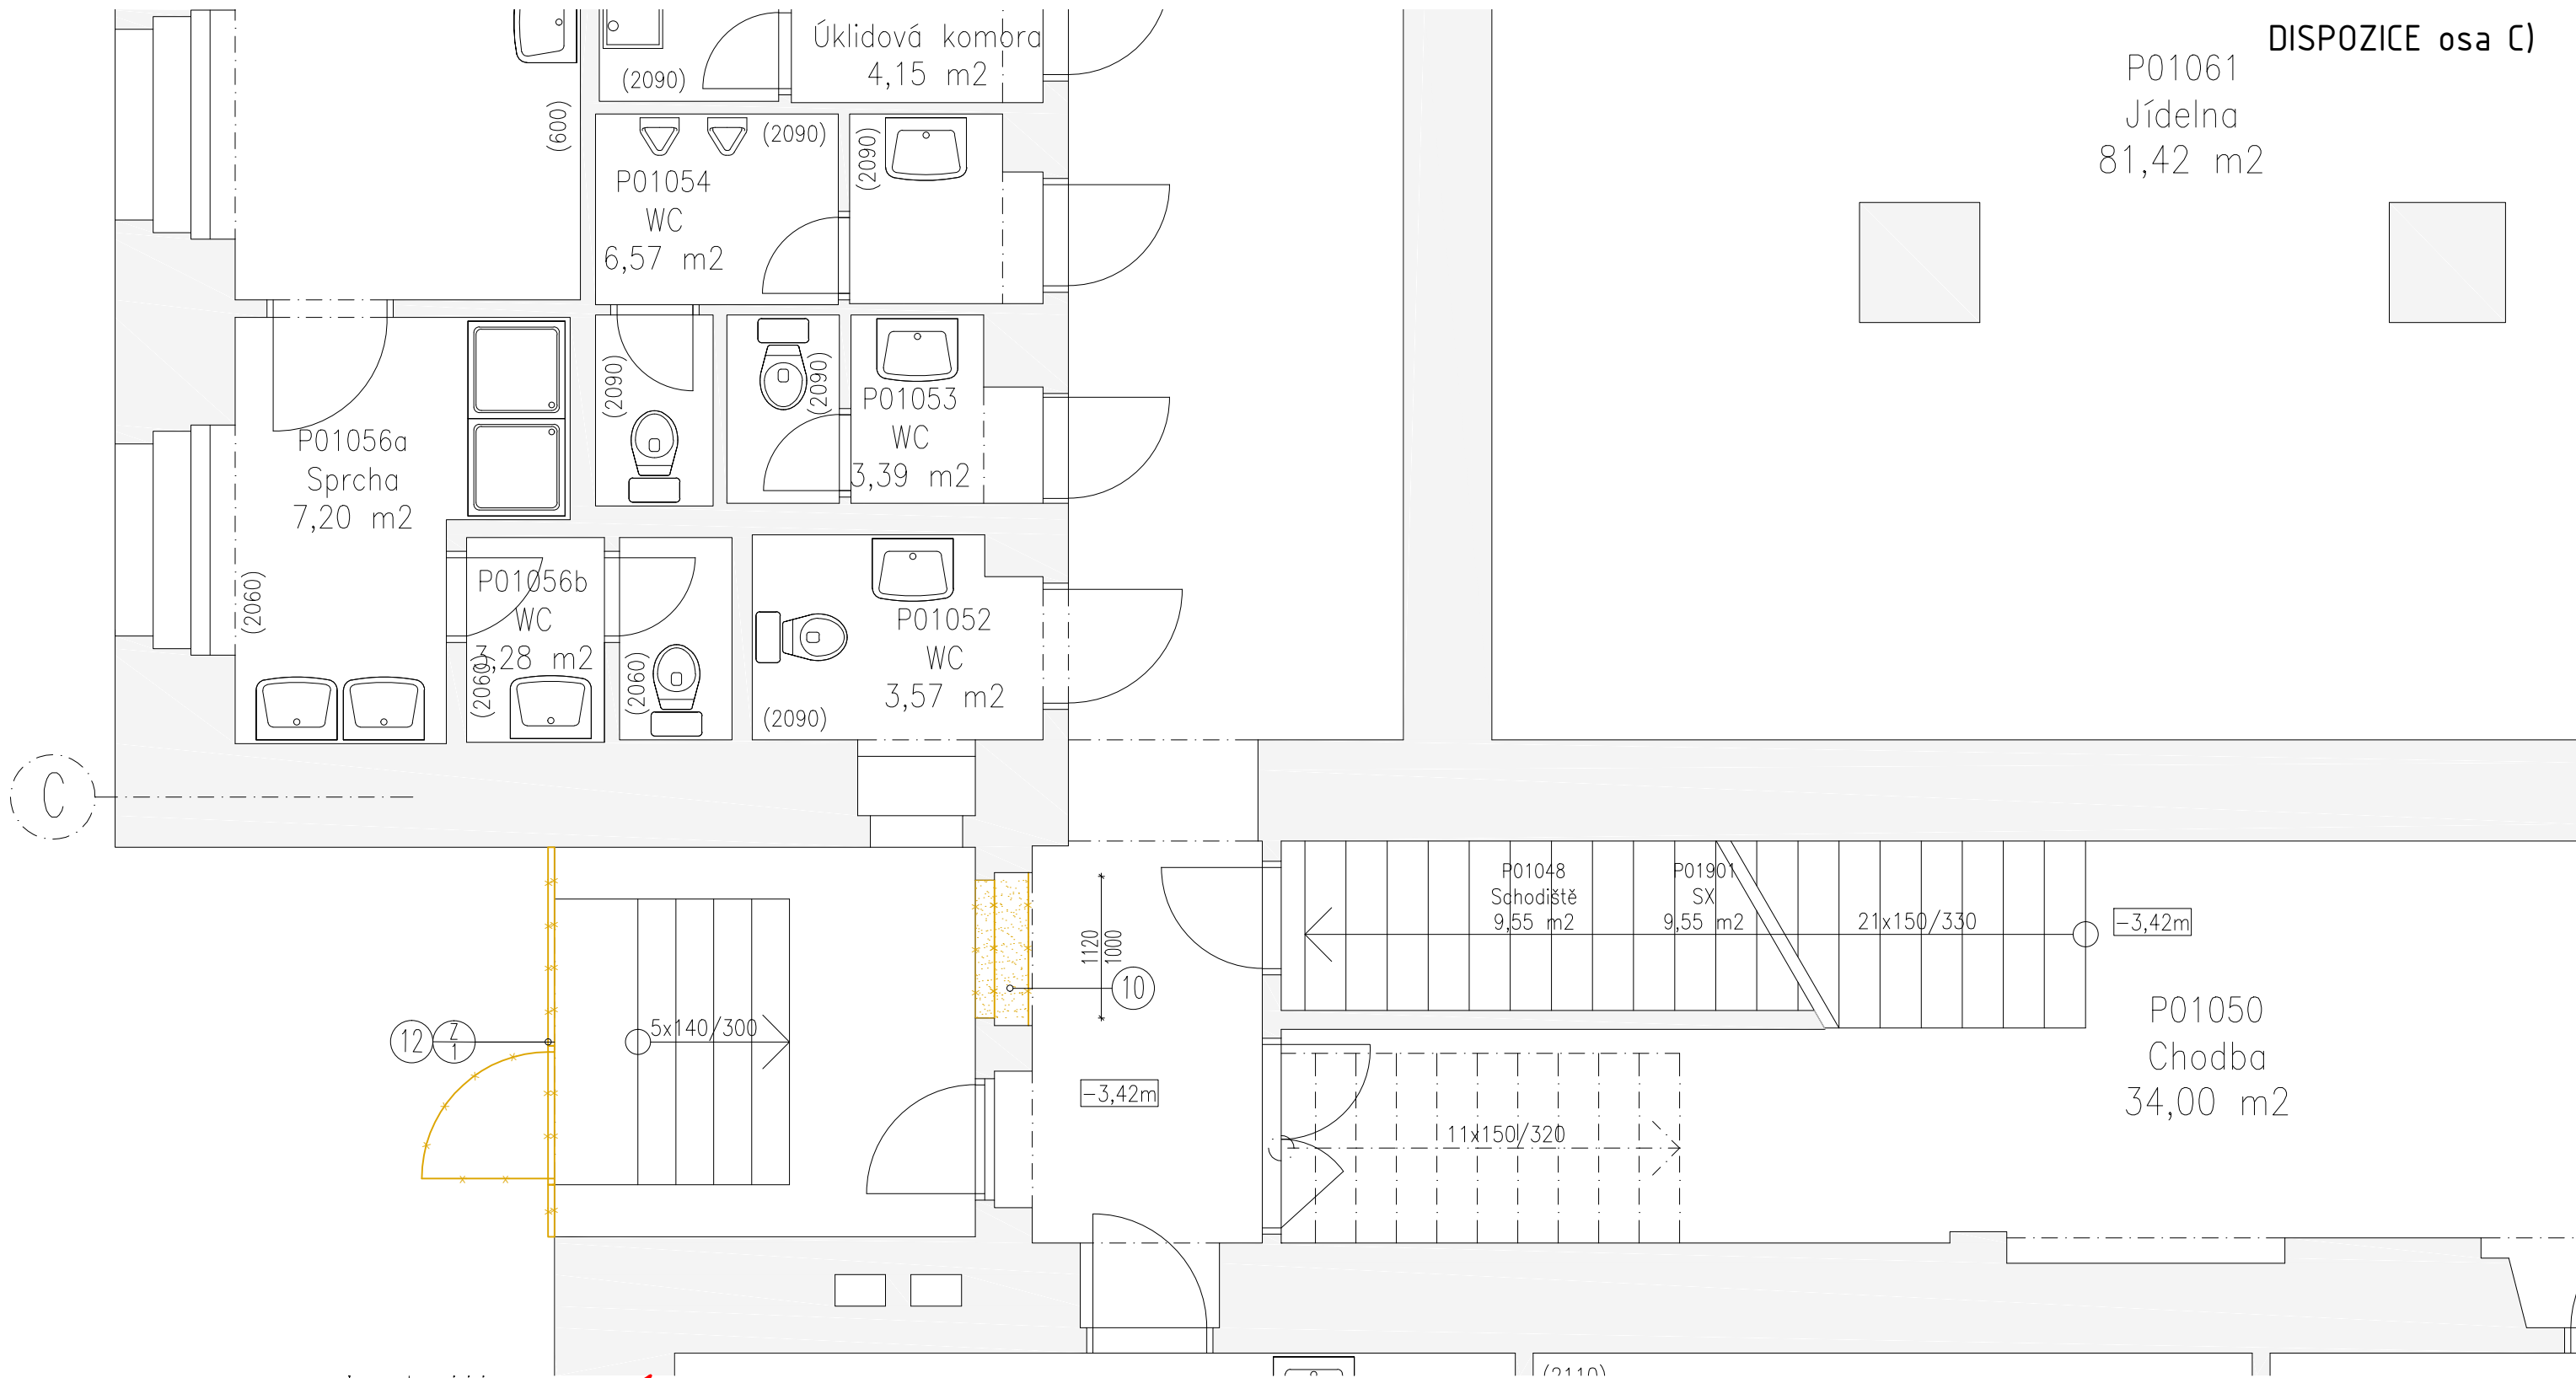 DISPOZICE osa C)
Úklidová komora
4,15 m2
(2090)
(600)
P01061
Jídelna
81,42 m2
(2090)
(2090)
P01054
WC
6,57 m2
(2090)
(2090)
P01053
WC
3,39 m2
P01056a
Sprcha
7,20 m2
(2060)
P01056b
WC
3,28 m2
(2060)
(2060)
P01052
WC
3,57 m2
(2090)
C
P01048
Schodiště
9,55 m2
P01901
SX
9,55 m2
21x150/330
-3,42m
1120
1000
10
12
Z
1
5x140/300
-3,42m
P01050
Chodba
34,00 m2
11x150/320
(2110)